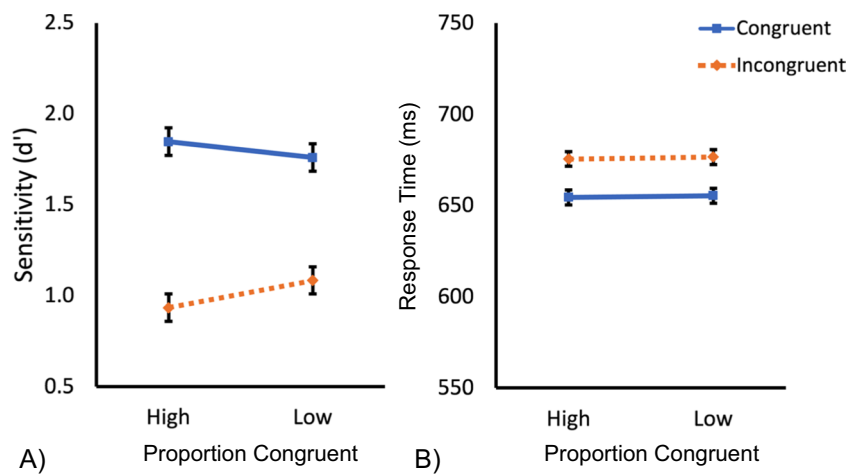 2.5
2.0
1.5
1.0
0.5
Sensitivity (d')
High Low
Proportion Congruent
A)
750
700
650
600
550
Response Time (ms)
Congruent
Incongruent
High Low
Proportion Congruent
B)